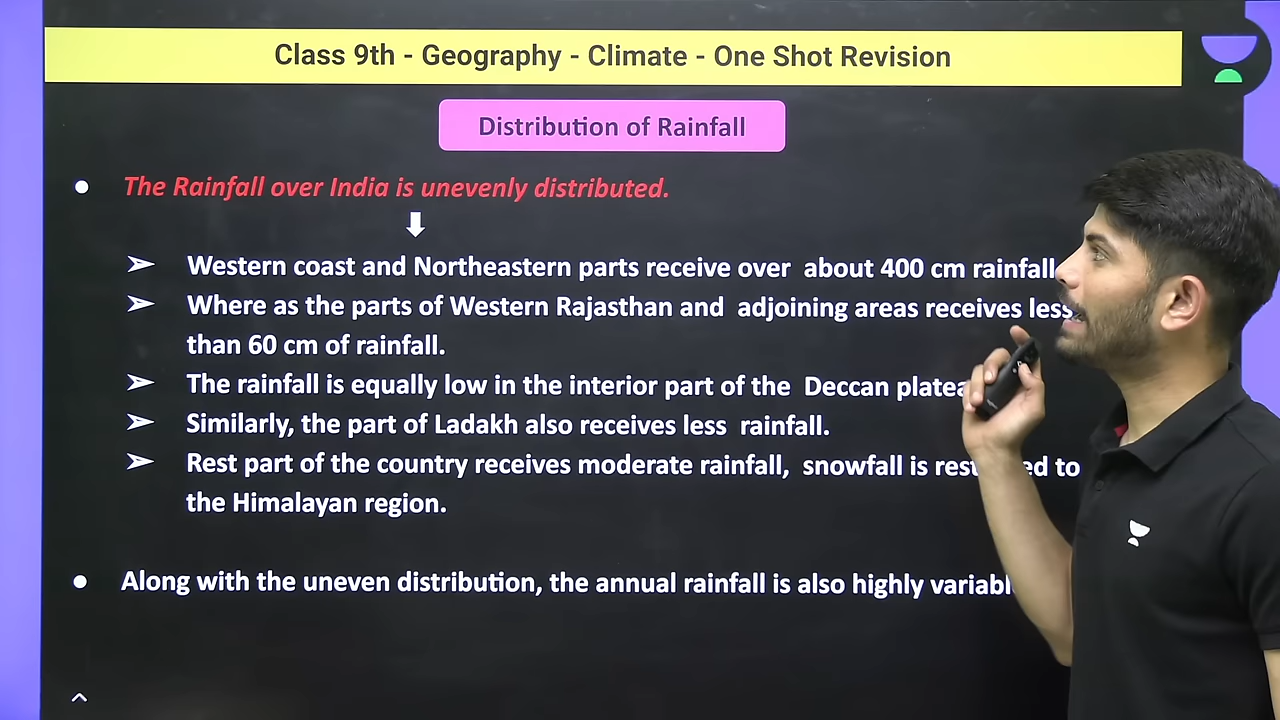 Class 9th - Geography - Climate - One Shot Revision
Distribution of Rainfall
The Rainfall over India is unevenly distributed.
Western coast and Northeastern parts receive over about 400 cm rainfall
Where as the parts of Western Rajasthan and adjoining areas receives less
than 60 cm of rainfall.
The rainfall is equally low in the interior part of the Deccan
Similarly, the part of Ladakh also receives less rainfall.
Rest part of the country receives moderate rainfall, snowfall is to
the Himalayan region.
Along with the uneven distribution, the annual rainfall is also highly